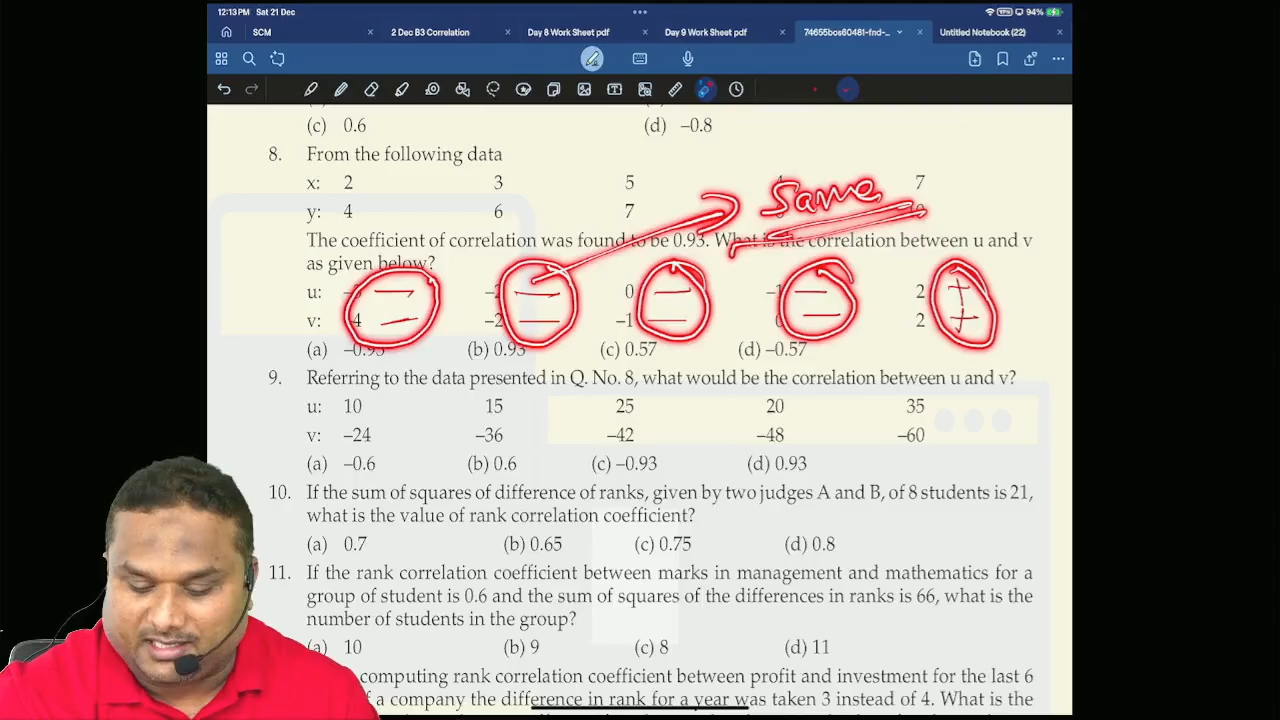 12:13PM Sat 21 Dec
VPN 94%
SCM
2 Dec B3 Correlation
Day 8 Work Sheet pdf
Day 9 Work Sheet pdf
74655bos60481-fnd-...
Untitled Notebook (22)
(c) 0.6 (d) –0.8
8. From the following data
x: 2 3 5 4 7
Same
y: 4 6 7
The coefficient of correlation was found to be 0.93. What is the correlation between u and v
as given below?
u: –3 – –2 – 0 – –1 – 2 +
v: –4 – –2 – –1 – 0 – 2 +
(a) –0.93 (b) 0.93 (c) 0.57 (d) –0.57
9. Referring to the data presented in Q. No. 8, what would be the correlation between u and v?
u: 10 15 25 20 35
v: –24 –36 –42 –48 –60
(a) –0.6 (b) 0.6 (c) –0.93 (d) 0.93
10. If the sum of squares of difference of ranks, given by two judges A and B, of 8 students is 21,
what is the value of rank correlation coefficient?
(a) 0.7 (b) 0.65 (c) 0.75 (d) 0.8
11. If the rank correlation coefficient between marks in management and mathematics for a
group of student is 0.6 and the sum of squares of the differences in ranks is 66, what is the
number of students in the group?
(a) 10 (b) 9 (c) 8 (d) 11
computing rank correlation coefficient between profit and investment for the last 6
of a company the difference in rank for a year was taken 3 instead of 4. What is the